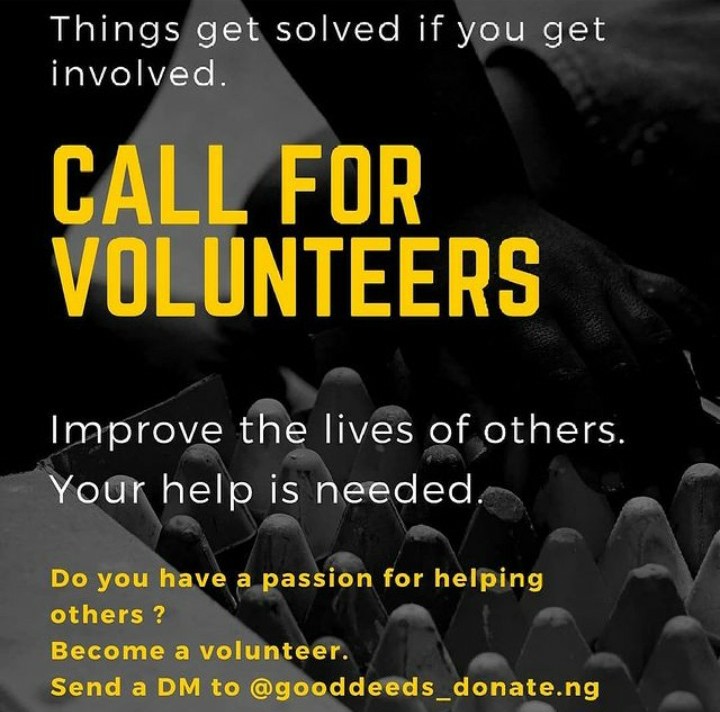 Things get solved if you get
involved.
CALL FOR
VOLUNTEERS
Improve the lives of others.
Your help is needed.
Do you have a passion for helping
others ?
Become a volunteer.
Send a DM to @gooddeeds_donate.ng